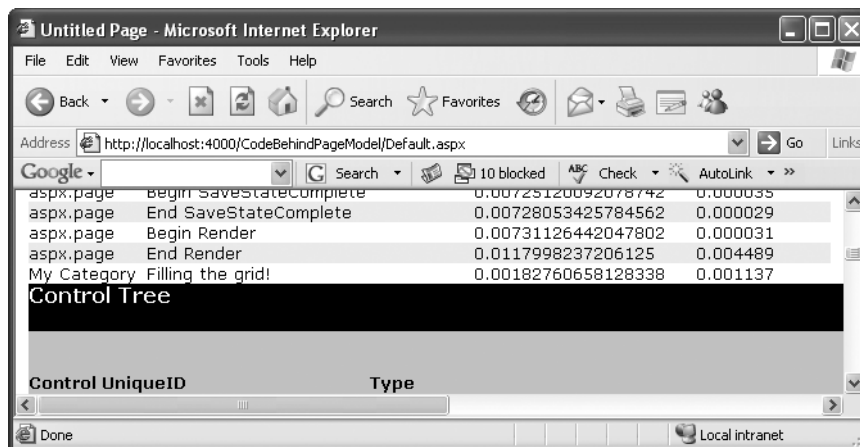 Untitled Page - Microsoft Internet Explorer
File Edit View Favorites Tools Help
Back Search Favorites
Address http://localhost:4000/CodeBehindPageModel/Default.aspx Go Links
Google Search 10 blocked Check AutoLink »
aspx.page Begin SaveStateComplete 0.00725120092078742 0.000035
aspx.page End SaveStateComplete 0.00728053425784562 0.000029
aspx.page Begin Render 0.00731126442047802 0.000031
aspx.page End Render 0.0117998237206125 0.004489
My Category Filling the grid! 0.00182760658128338 0.001137
Control Tree
Control UniqueID Type
Done Local intranet